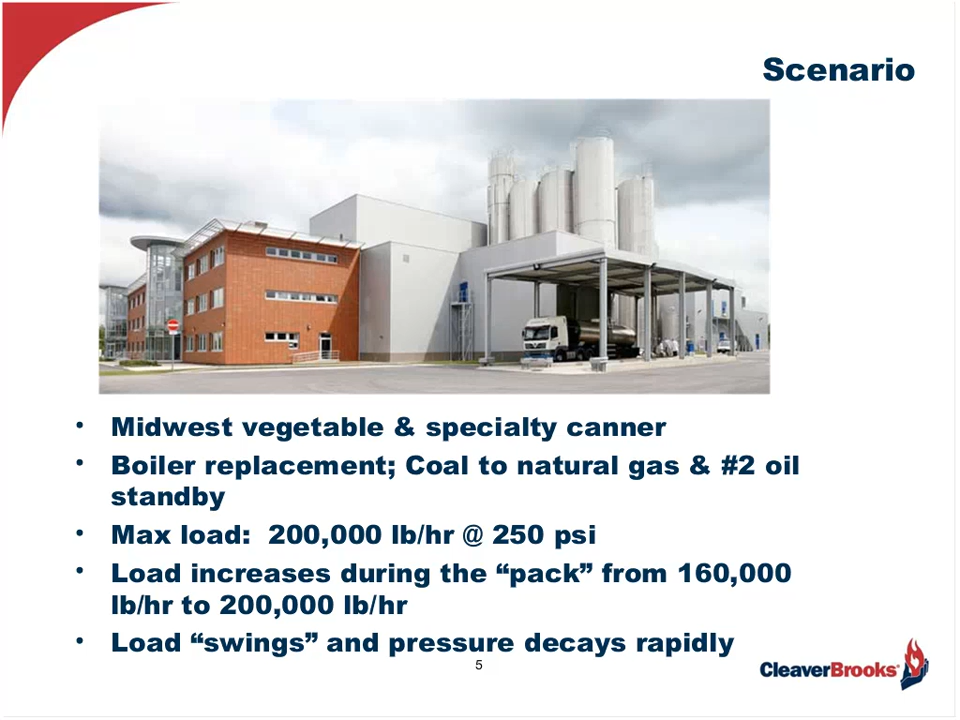 Scenario
• Midwest vegetable & specialty canner
• Boiler replacement; Coal to natural gas & #2 oil
standby
• Max load:  200,000 lb/hr @ 250 psi
• Load increases during the “pack” from 160,000
lb/hr to 200,000 lb/hr
• Load “swings” and pressure decays rapidly
5
CleaverBrooks®